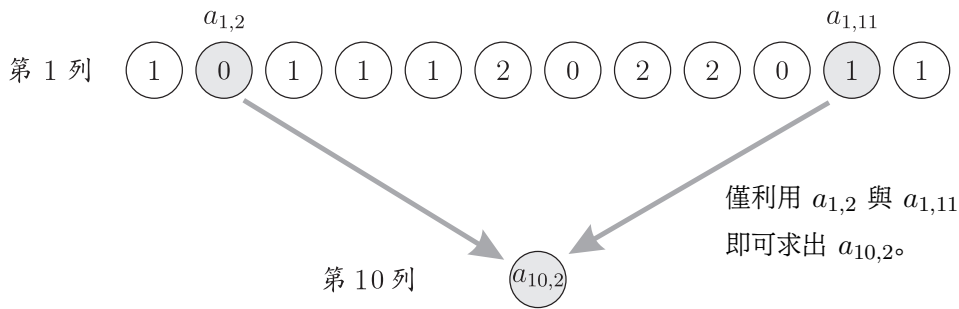 a1,2 a1,11
第 1 列 1 0 1 1 1 2 0 2 2 0 1 1
僅利用 a1,2 與 a1,11
即可求出 a10,2。
第 10 列 a10,2